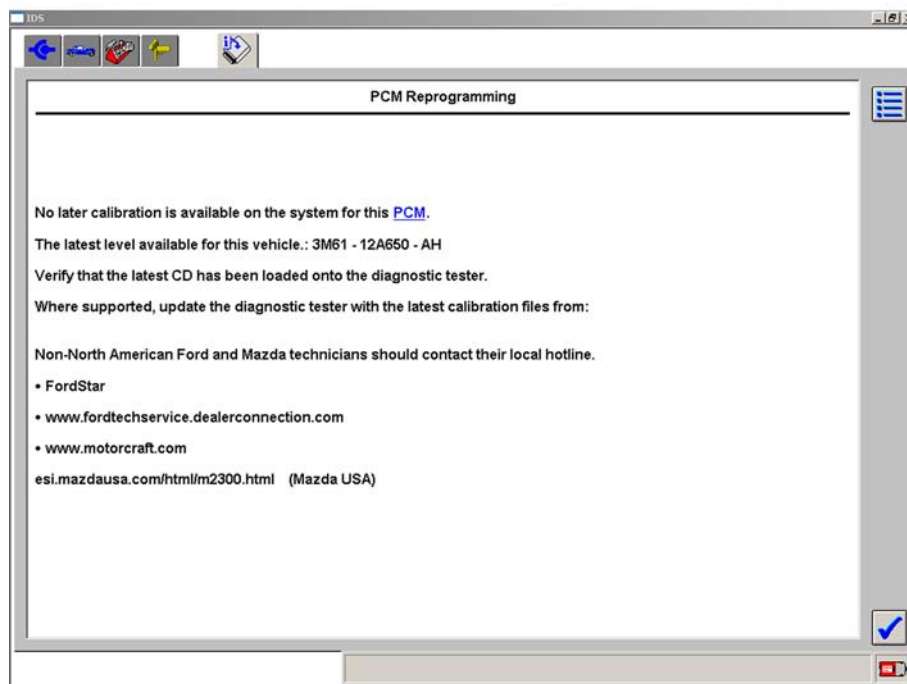 IDS
PCM Reprogramming
No later calibration is available on the system for this PCM.
The latest level available for this vehicle.: 3M61 - 12A650 - AH
Verify that the latest CD has been loaded onto the diagnostic tester.
Where supported, update the diagnostic tester with the latest calibration files from:
Non-North American Ford and Mazda technicians should contact their local hotline.
• FordStar
• www.fordtechservice.dealerconnection.com
• www.motorcraft.com
esi.mazdausa.com/html/m2300.html (Mazda USA)